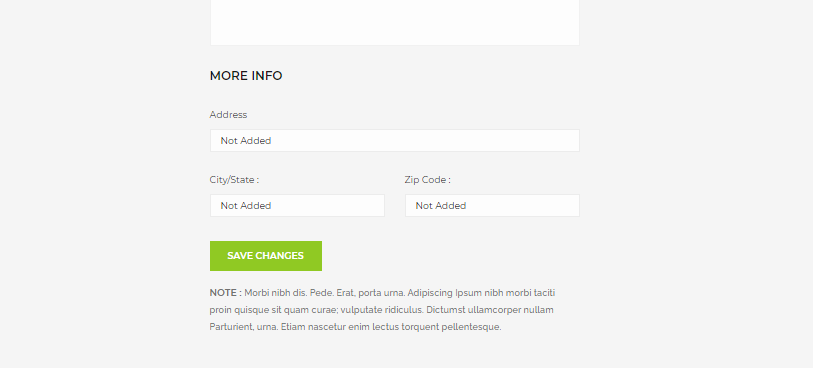 MORE INFO
Address
Not Added
City/State :
Zip Code :
Not Added
Not Added
SAVE CHANGES
NOTE : Morbi nibh dis. Pede. Erat, porta urna. Adipiscing Ipsum nibh morbi taciti
proin quisque sit quam curae; vulputate ridiculus. Dictumst ullamcorper nullam
Parturient, urna. Etiam nascetur enim lectus torquent pellentesque.